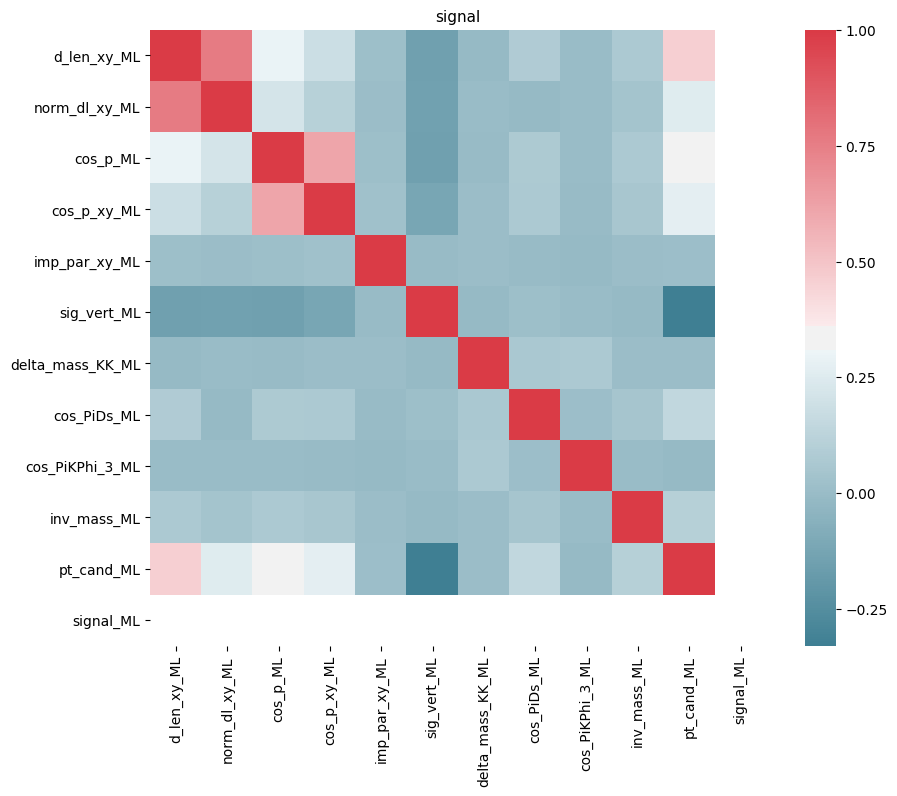 signal
d_len_xy_ML
norm_dl_xy_ML
cos_p_ML
cos_p_xy_ML
imp_par_xy_ML
sig_vert_ML
delta_mass_KK_ML
cos_PiDs_ML
cos_PiKPhi_3_ML
inv_mass_ML
pt_cand_ML
signal_ML
d_len_xy_ML
norm_dl_xy_ML
cos_p_ML
cos_p_xy_ML
imp_par_xy_ML
sig_vert_ML
delta_mass_KK_ML
cos_PiDs_ML
cos_PiKPhi_3_ML
inv_mass_ML
pt_cand_ML
signal_ML
1.00
0.75
0.50
0.25
0.00
−0.25